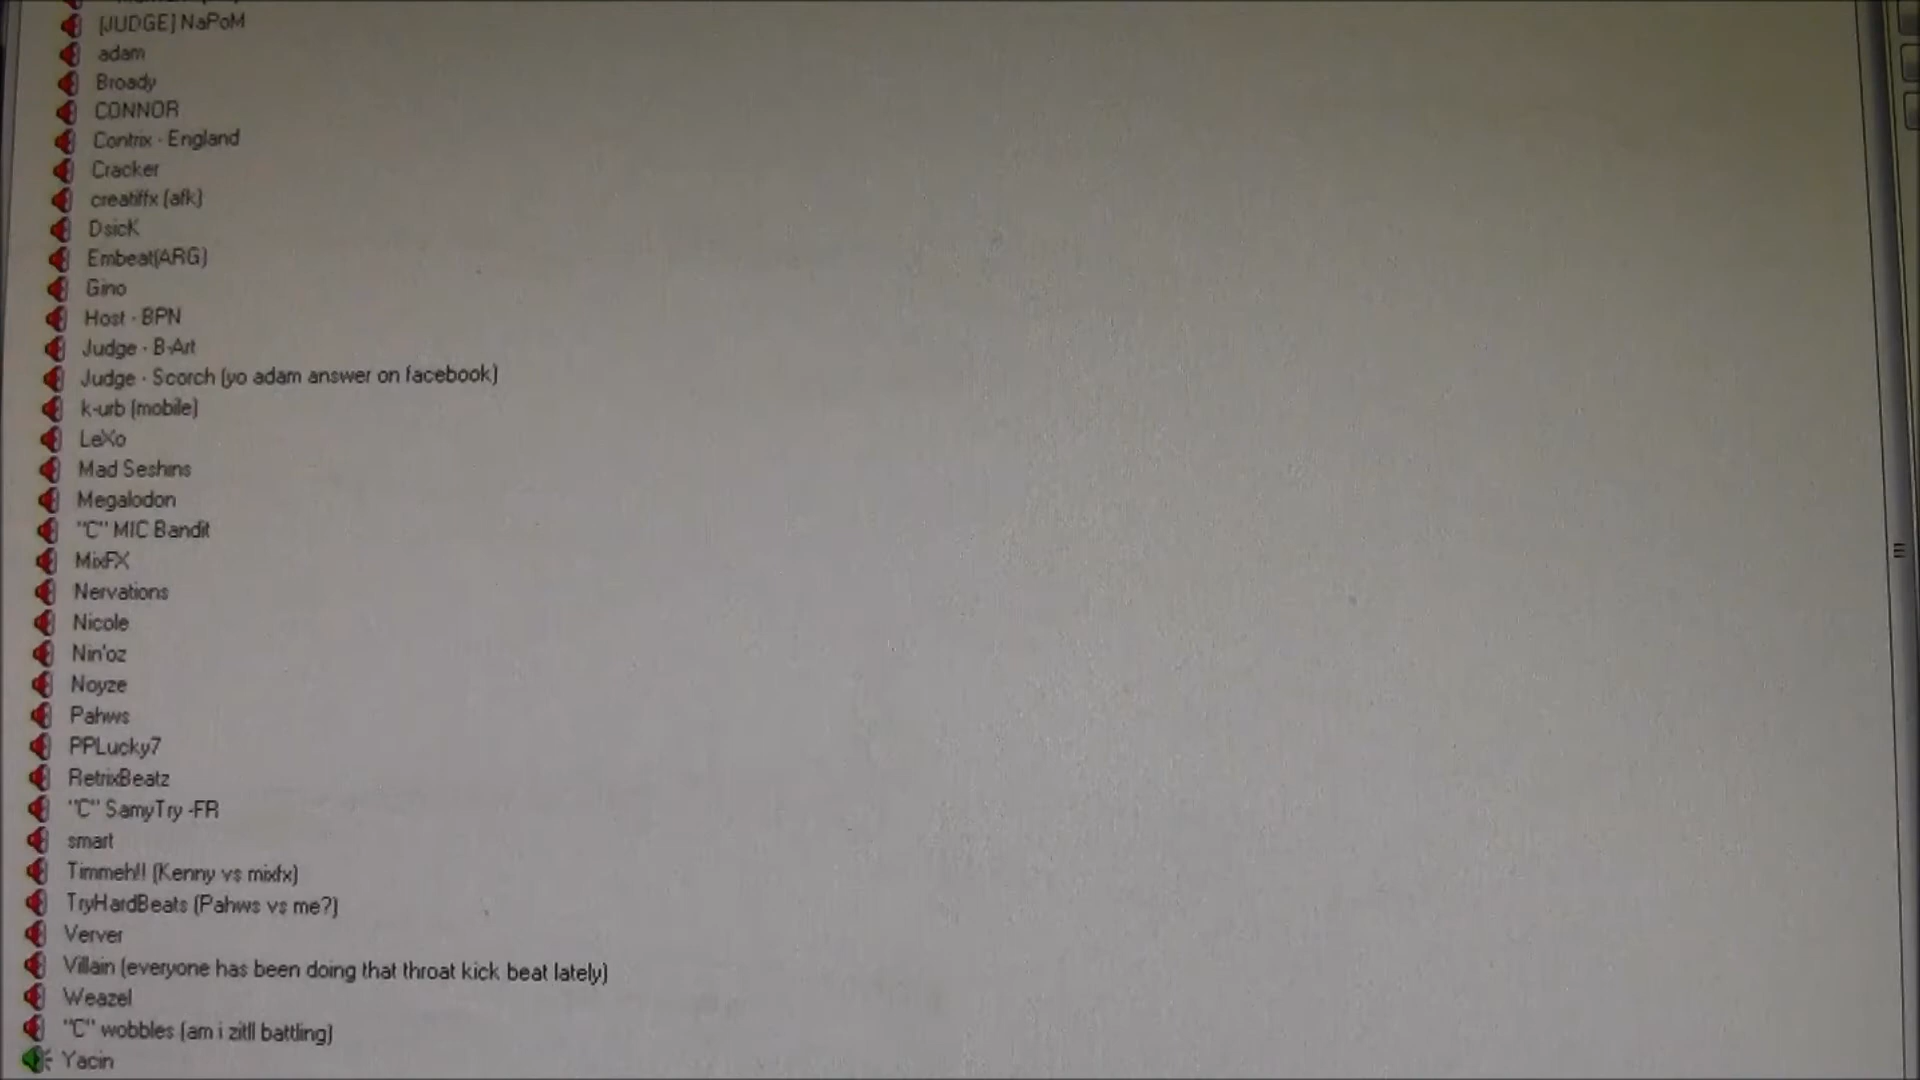 [JUDGE] NaPoM
adam
Broady
CONNOR
Contrix - England
Cracker
creatiffx (afk)
DsicK
Embeat(ARG)
Gino
Host - BPN
Judge - B-Art
Judge - Scorch (yo adam answer on facebook)
k-urb (mobile)
LeXo
Mad Seshins
Megalodon
"C" MIC Bandit
MixFX
Nervations
Nicole
Nin'oz
Noyze
Pahws
PPLucky7
RetrixBeatz
"C" SamyTry -FR
smart
Timmeh!! (Kenny vs mixfx)
TryHardBeats (Pahws vs me?)
Verver
Villain (everyone has been doing that throat kick beat lately)
Weazel
"C" wobbles (am i zitll battling)
Yacin